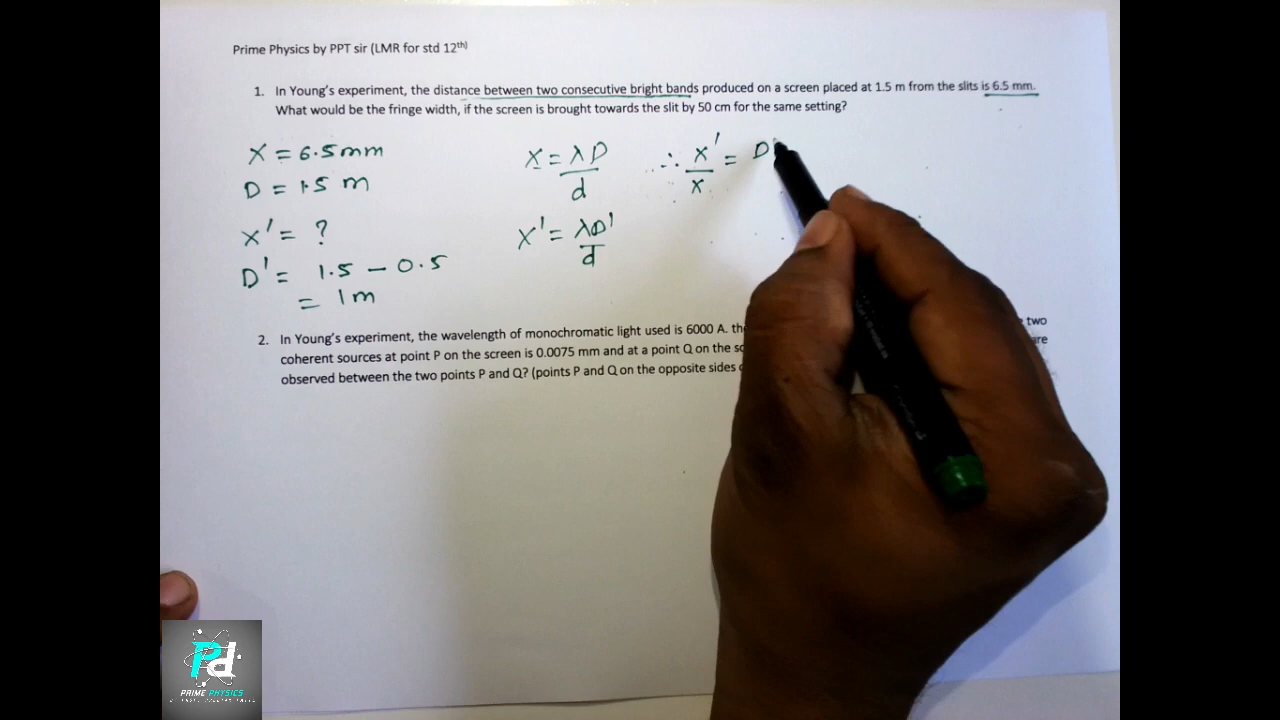 Prime Physics by PPT sir (LMR for std 12th)
1. In Young's experiment, the distance between two consecutive bright bands produced on a screen placed at 1.5 m from the slits is 6.5 mm.
What would be the fringe width, if the screen is brought towards the slit by 50 cm for the same setting?
X = 6.5 mm
D = 1.5 m
X' = ?
D' = 1.5 - 0.5
= 1 m
X = λD
d
X' = λD'
d
∴ X' = D'
X
2. In Young's experiment, the wavelength of monochromatic light used is 6000 A. the two
coherent sources at point P on the screen is 0.0075 mm and at a point Q on the
observed between the two points P and Q? (points P and Q on the opposite sides
Pd
PRIME PHYSICS